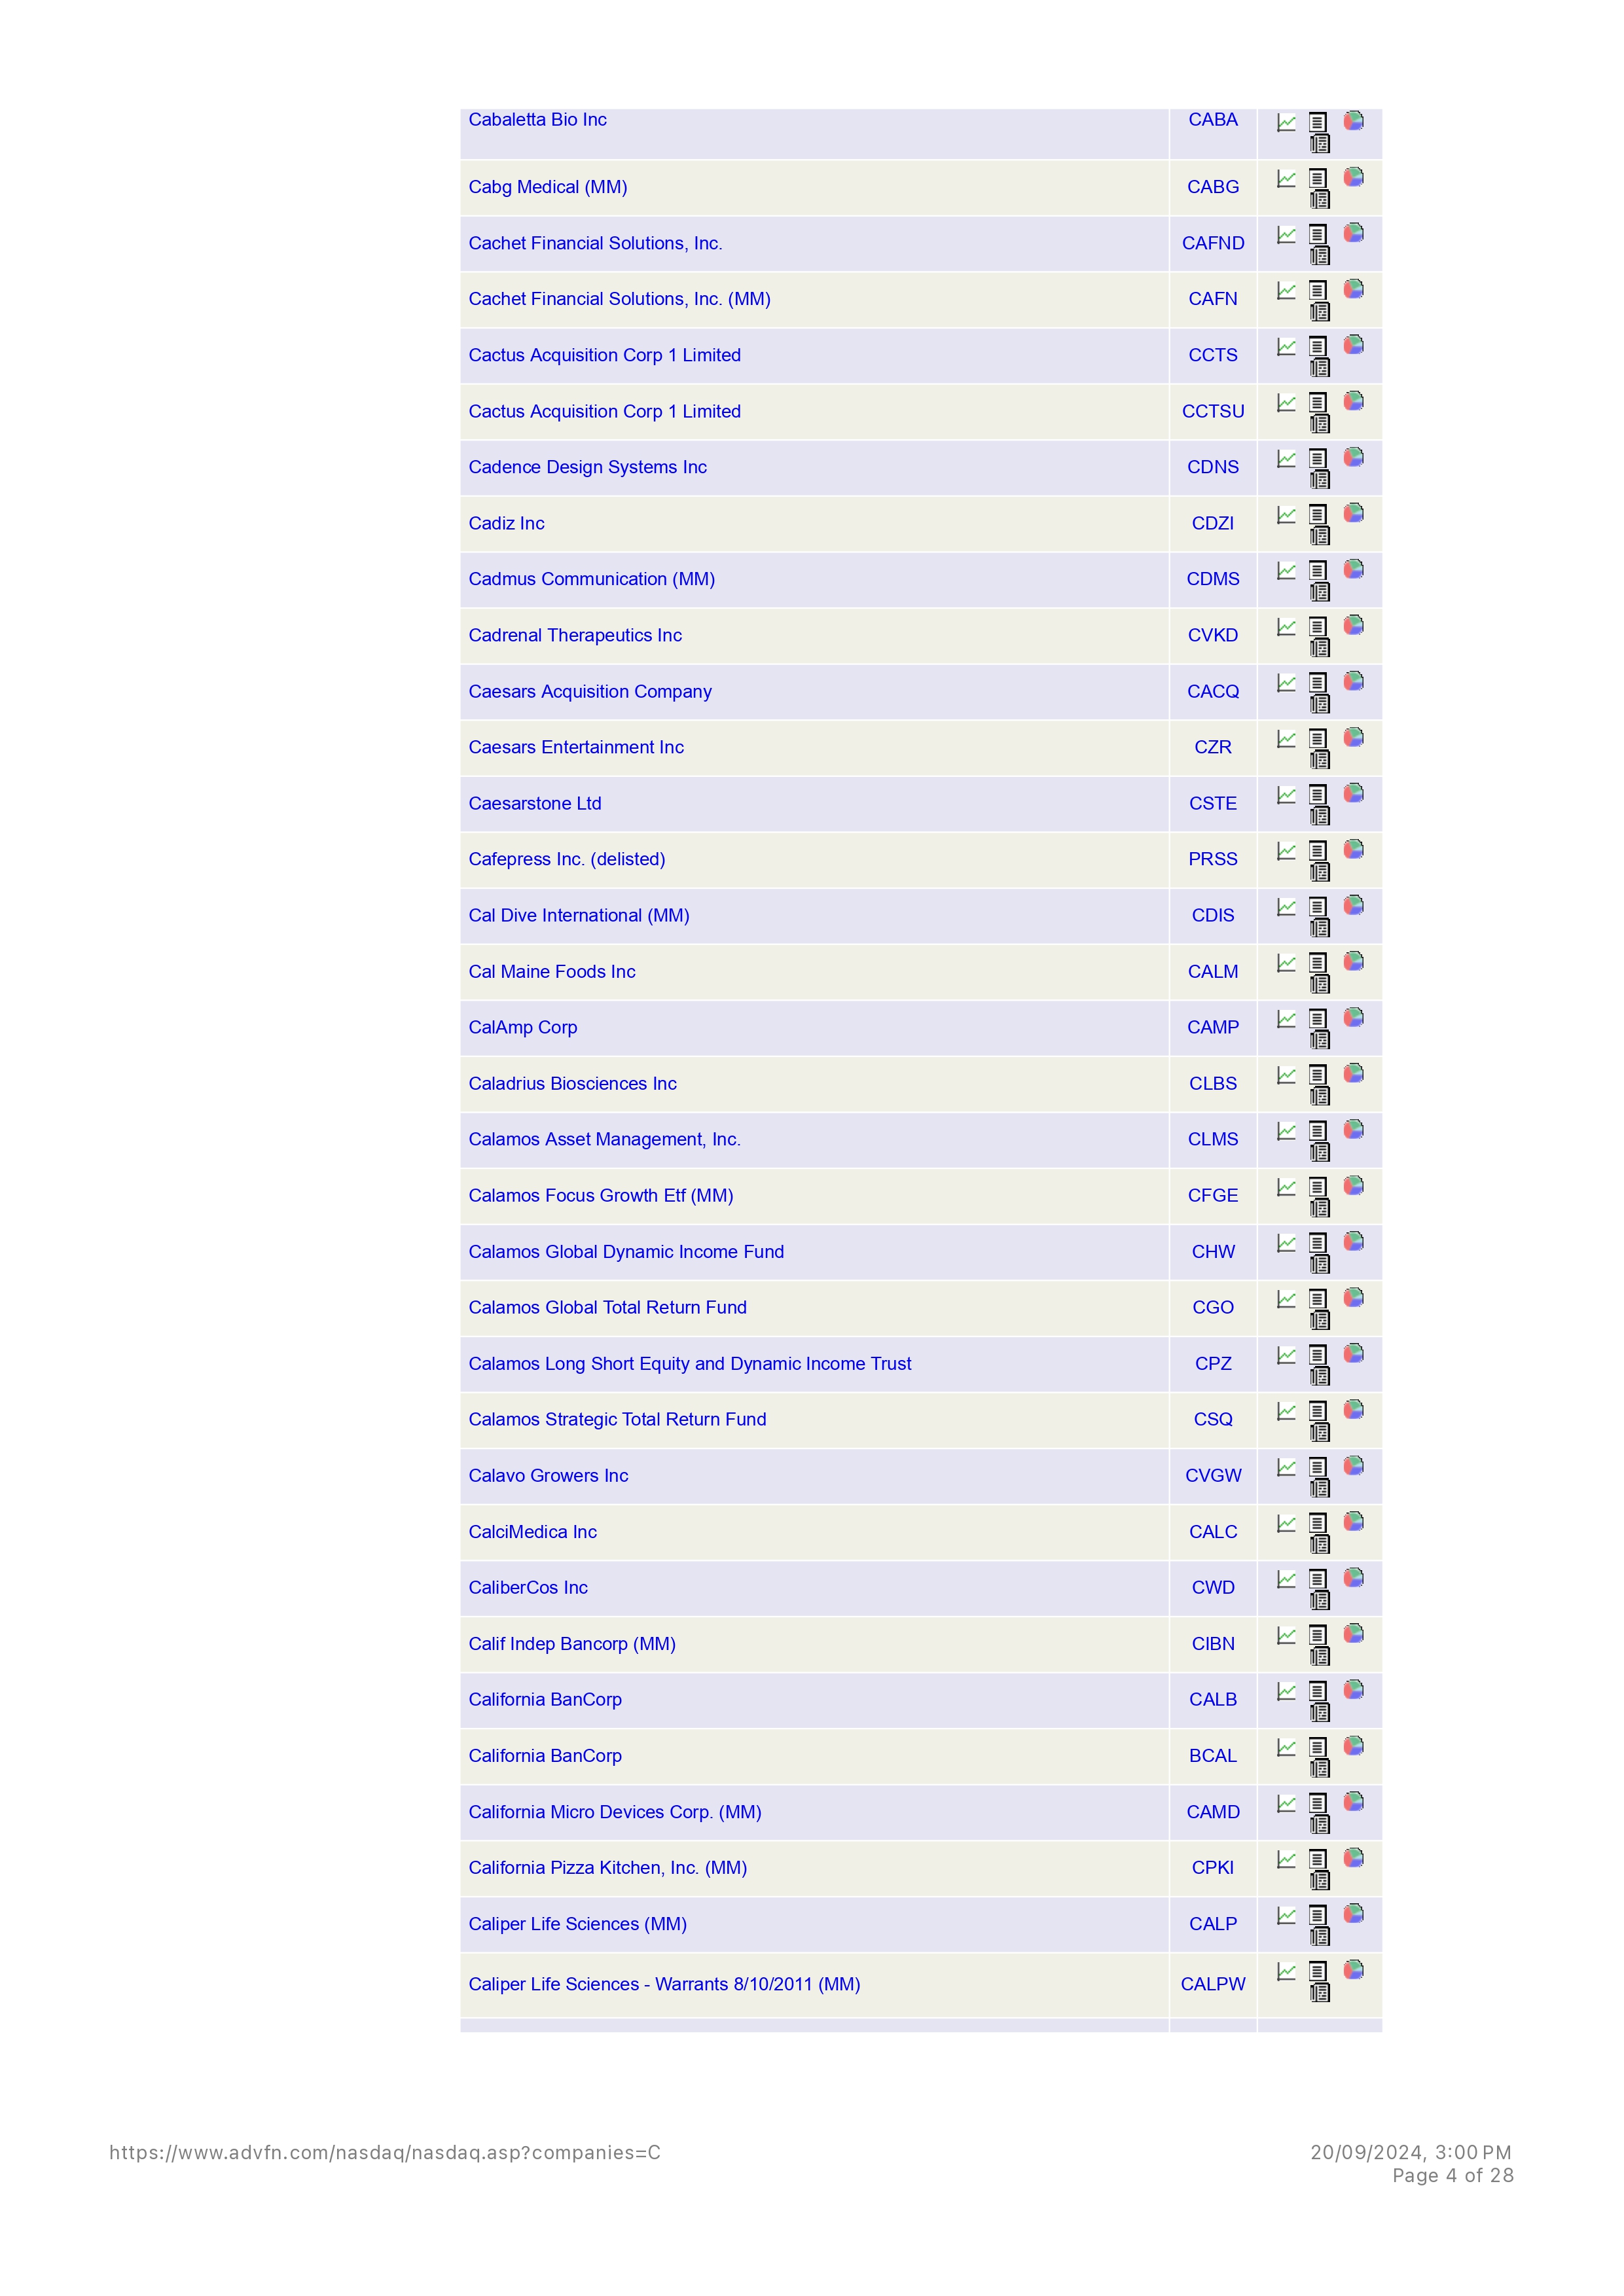 Cabaletta Bio Inc CABA
Cabg Medical (MM) CABG
Cachet Financial Solutions, Inc. CAFND
Cachet Financial Solutions, Inc. (MM) CAFN
Cactus Acquisition Corp 1 Limited CCTS
Cactus Acquisition Corp 1 Limited CCTSU
Cadence Design Systems Inc CDNS
Cadiz Inc CDZI
Cadmus Communication (MM) CDMS
Cadrenal Therapeutics Inc CVKD
Caesars Acquisition Company CACQ
Caesars Entertainment Inc CZR
Caesarstone Ltd CSTE
Cafepress Inc. (delisted) PRSS
Cal Dive International (MM) CDIS
Cal Maine Foods Inc CALM
CalAmp Corp CAMP
Caladrius Biosciences Inc CLBS
Calamos Asset Management, Inc. CLMS
Calamos Focus Growth Etf (MM) CFGE
Calamos Global Dynamic Income Fund CHW
Calamos Global Total Return Fund CGO
Calamos Long Short Equity and Dynamic Income Trust CPZ
Calamos Strategic Total Return Fund CSQ
Calavo Growers Inc CVGW
CalciMedica Inc CALC
CaliberCos Inc CWD
Calif Indep Bancorp (MM) CIBN
California BanCorp CALB
California BanCorp BCAL
California Micro Devices Corp. (MM) CAMD
California Pizza Kitchen, Inc. (MM) CPKI
Caliper Life Sciences (MM) CALP
Caliper Life Sciences - Warrants 8/10/2011 (MM) CALPW
https://www.advfn.com/nasdaq/nasdaq.asp?companies=C 20/09/2024, 3:00 PM
Page 4 of 28